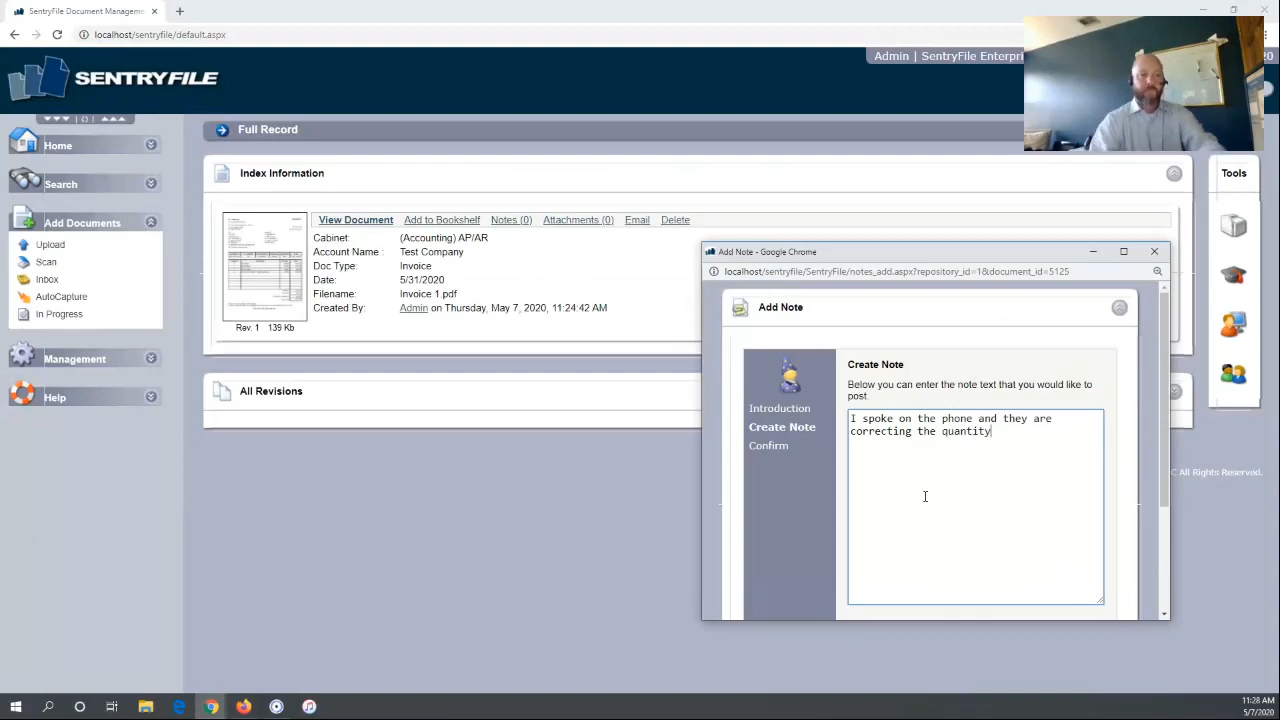 SentryFile Document Managem
localhost/sentryfile/default.aspx
SENTRYFILE
Admin | SentryFile Enterpri
20
Home
Search
Add Documents
Upload
Scan
Inbox
AutoCapture
In Progress
Management
Help
Full Record
Index Information
View Document Add to Bookshelf Notes (0) Attachments (0) Email Delete
Cabinet (Accounting) AP/AR
Account Name : Test Company
Doc Type: Invoice
Date: 5/31/2020
Filename: Invoice 1.pdf
Created By: Admin on Thursday, May 7, 2020, 11:24:42 AM
Rev. 1 139 Kb
All Revisions
Tools
C All Rights Reserved.
Add Note - Google Chrome
localhost/sentryfile/SentryFile/notes_add.aspx?repository_id=1&document_id=5125
Add Note
Introduction
Create Note
Confirm
Create Note
Below you can enter the note text that you would like to
post.
I spoke on the phone and they are
correcting the quantity
11:28 AM
5/7/2020